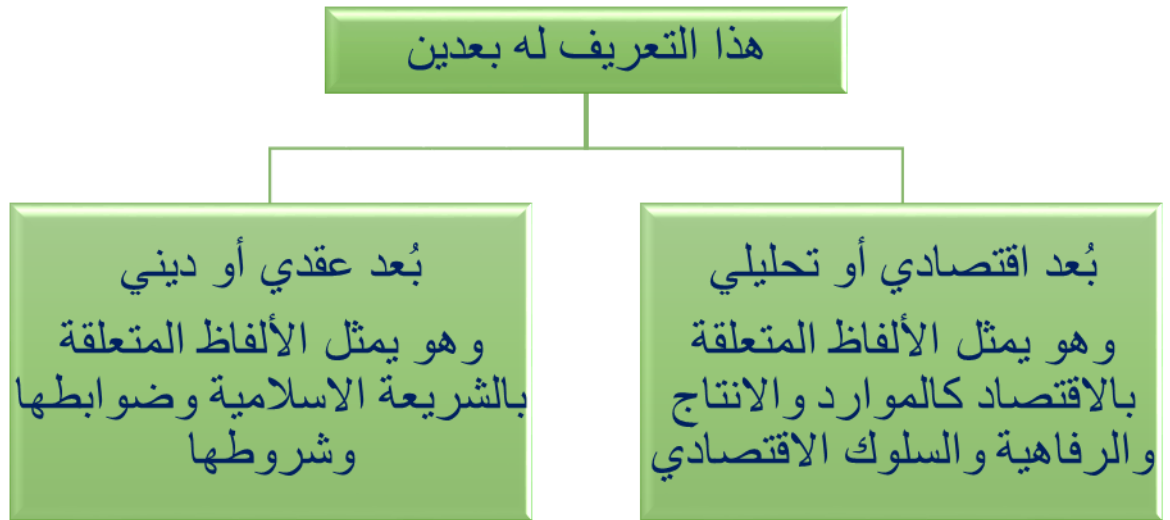 هذا التعريف له بعدين
بُعد اقتصادي أو تحليلي
وهو يمثل الألفاظ المتعلقة
بالاقتصاد كالموارد والانتاج
والرفاهية والسلوك الاقتصادي
بُعد عقدي أو ديني
وهو يمثل الألفاظ المتعلقة
بالشريعة الاسلامية وضوابطها
وشروطها